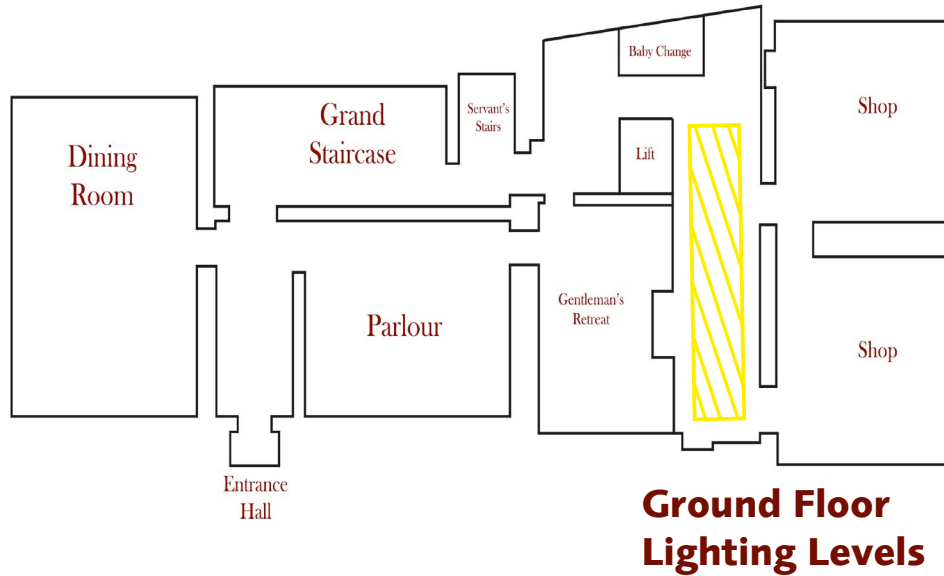 Baby Change
Shop
Grand
Staircase
Servant's
Stairs
Dining
Room
Lift
Gentleman's
Retreat
Parlour
Shop
Entrance
Hall
Ground Floor
Lighting Levels